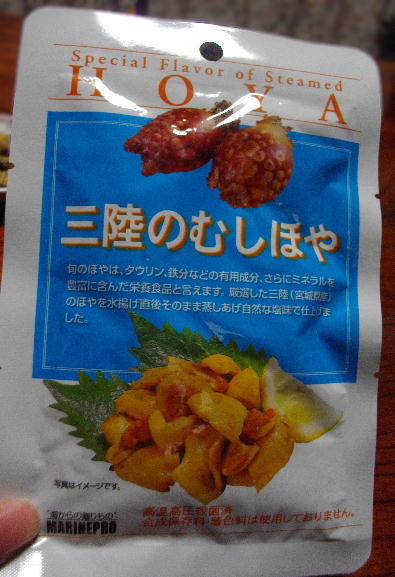 Special Flavor of Steamed
HOYA
三陸のむしほや
旬のほやは、タウリン、鉄分などの有用成分、さらにミネラルを
豊富に含んだ栄養食品と言えます。厳選した三陸(宮城県産)
のほやを水揚げ直後そのまま蒸しあげ自然な塩味で仕上げま
した。
写真はイメージです。
"海からの贈りもの"
MARINEPRO
高温高圧殺菌済
合成保存料・着色料は使用しておりません。